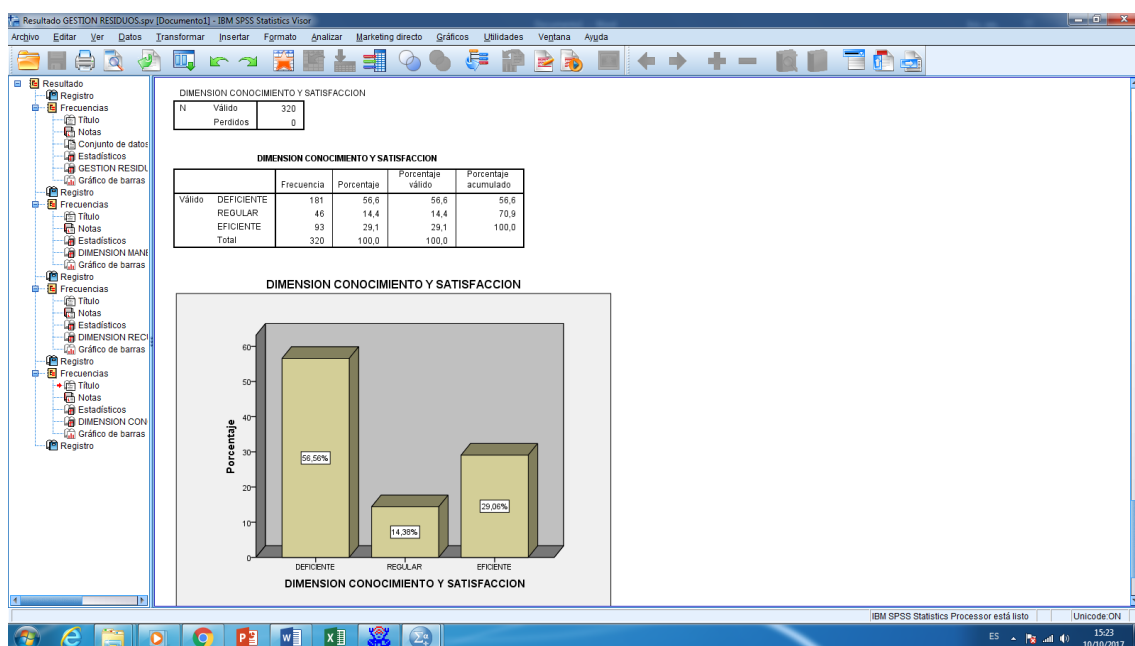 Resultado GESTION RESIDUOS.spv [Documento1] - IBM SPSS Statistics Visor
Archivo Editar Ver Datos Transformar Insertar Formato Analizar Marketing directo Gráficos Utilidades Ventana Ayuda
Resultado
Registro
Frecuencias
Título
Notas
Conjunto de datos
Estadísticos
GESTION RESIDU
Gráfico de barras
Registro
Frecuencias
Título
Notas
Estadísticos
DIMENSION MANE
Gráfico de barras
Registro
Frecuencias
Título
Notas
Estadísticos
DIMENSION RECI
Gráfico de barras
Registro
Frecuencias
Título
Notas
Estadísticos
DIMENSION CON
Gráfico de barras
Registro
DIMENSION CONOCIMIENTO Y SATISFACCION
N Válido 320
Perdidos 0
DIMENSION CONOCIMIENTO Y SATISFACCION
Frecuencia Porcentaje Porcentaje válido Porcentaje acumulado
Válido DEFICIENTE 181 56,6 56,6 56,6
REGULAR 46 14,4 14,4 70,9
EFICIENTE 93 29,1 29,1 100,0
Total 320 100,0 100,0
DIMENSION CONOCIMIENTO Y SATISFACCION
Porcentaje
60
50
40
30
20
10
0
56,56%
14,38%
29,06%
DEFICIENTE REGULAR EFICIENTE
DIMENSION CONOCIMIENTO Y SATISFACCION
IBM SPSS Statistics Processor está listo Unicode:ON
ES 15:23
10/10/2017